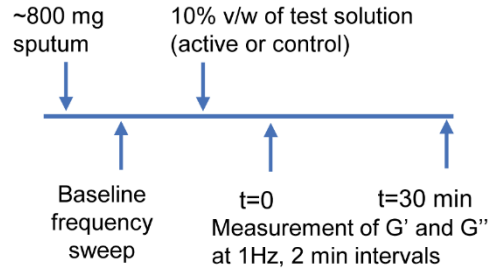 ~800 mg
sputum
10% v/w of test solution
(active or control)
Baseline
frequency
sweep
t=0
t=30 min
Measurement of G’ and G’’
at 1Hz, 2 min intervals